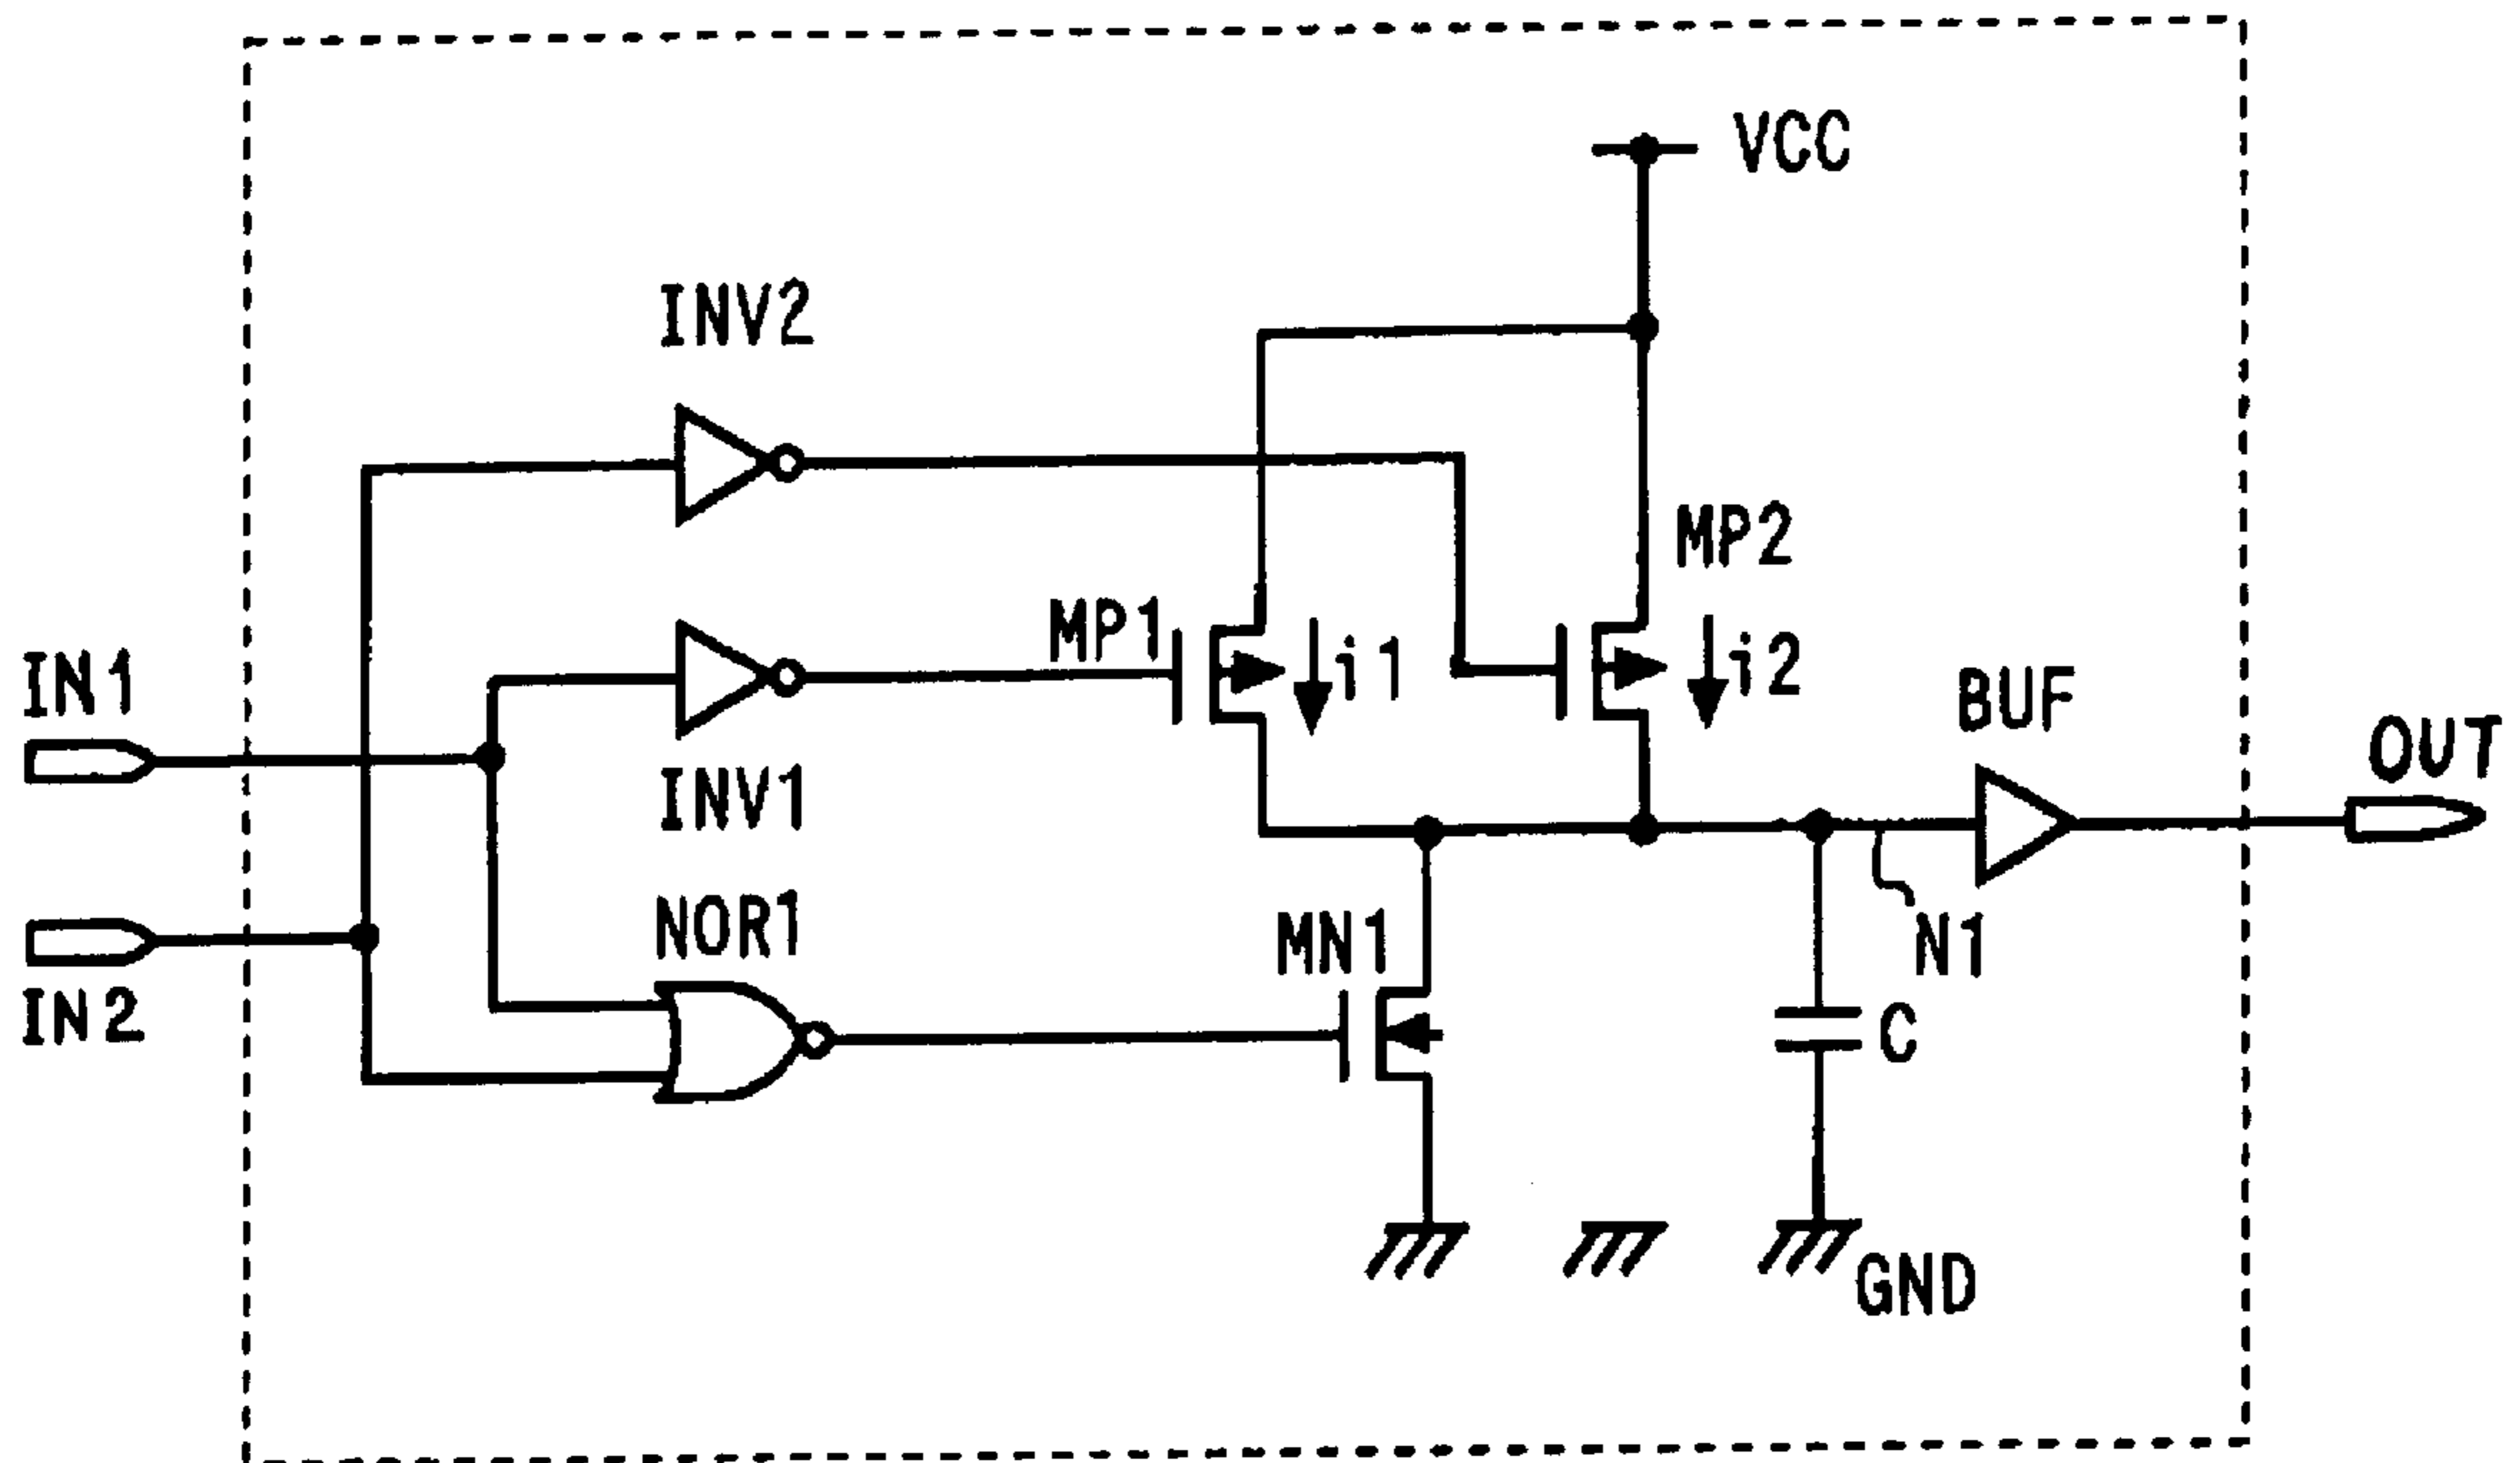 VCC
INV2
MP2
MP1
i1
i2
IN1
BUF
OUT
INV1
NOR1
MN1
N1
IN2
C
GND